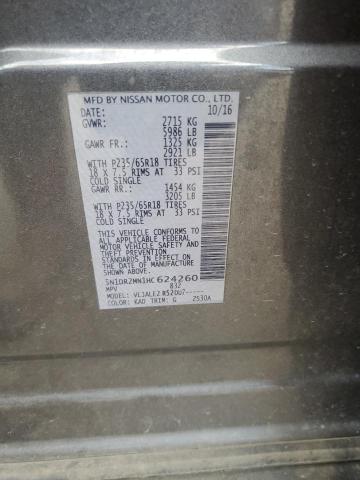 MFD BY NISSAN MOTOR CO., LTD.
DATE: 10/16
GVWR: 2715 KG
5986 LB
GAWR FR: 1325 KG
2921 LB
WITH P235/65R18 TIRES
18 X 7.5 RIMS AT 33 PSI
COLD SINGLE
GAWR RR: 1454 KG
3205 LB
WITH P235/65R18 TIRES
18 X 7.5 RIMS AT 33 PSI
COLD SINGLE
THIS VEHICLE CONFORMS TO ALL
APPLICABLE FEDERAL MOTOR
VEHICLE SAFETY AND
THEFT PREVENTION STANDARDS
IN EFFECT ON THE DATE OF
MANUFACTURE SHOWN ABOVE.
5N1DR2MN1HC624260
MPV 832
MODEL:
COLOR: KAD TRIM: G 2530A